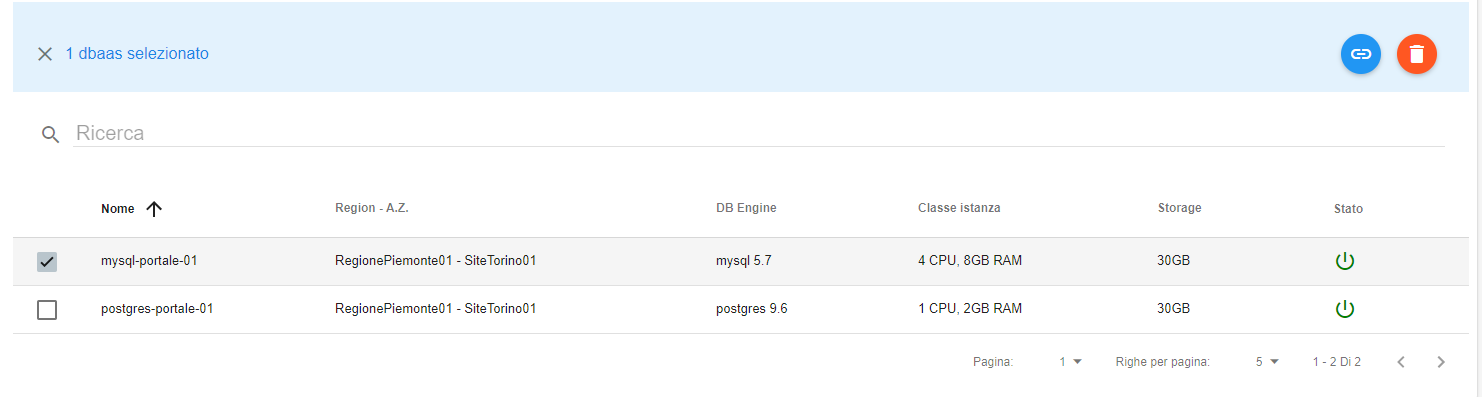 1 dbaas selezionato
Ricerca
Nome Region - A.Z. DB Engine Classe istanza Storage Stato
mysql-portale-01 RegionePiemonte01 - SiteTorino01 mysql 5.7 4 CPU, 8GB RAM 30GB
postgres-portale-01 RegionePiemonte01 - SiteTorino01 postgres 9.6 1 CPU, 2GB RAM 30GB
Pagina: 1 Righe per pagina: 5 1 - 2 Di 2